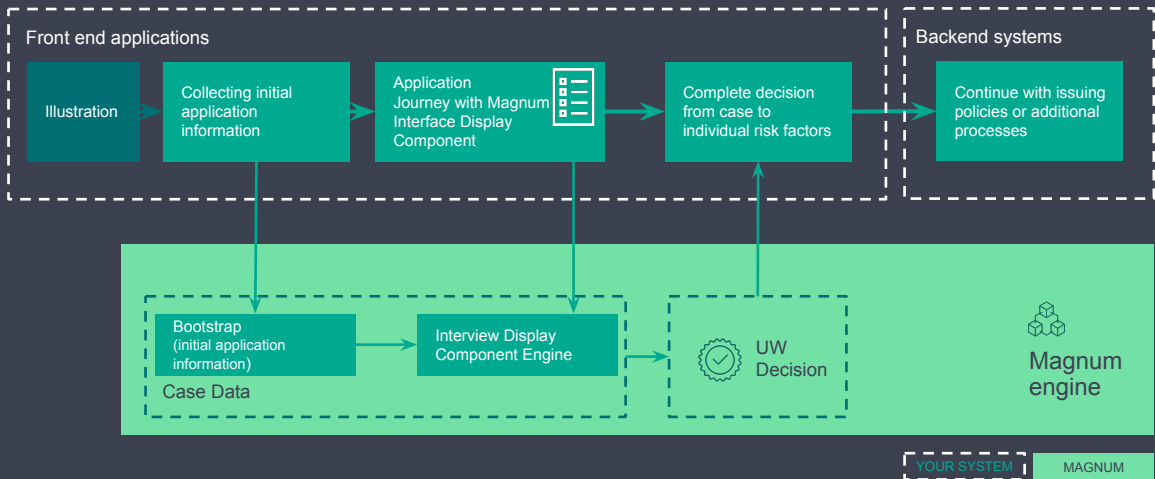 Front end applications
Backend systems
Illustration
Collecting initial
application
information
Application
Journey with Magnum
Interface Display
Component
Complete decision
from case to
individual risk factors
Continue with issuing
policies or additional
processes
Bootstrap
(initial application
information)
Interview Display
Component Engine
Case Data
UW
Decision
Magnum
engine
YOUR SYSTEM
MAGNUM